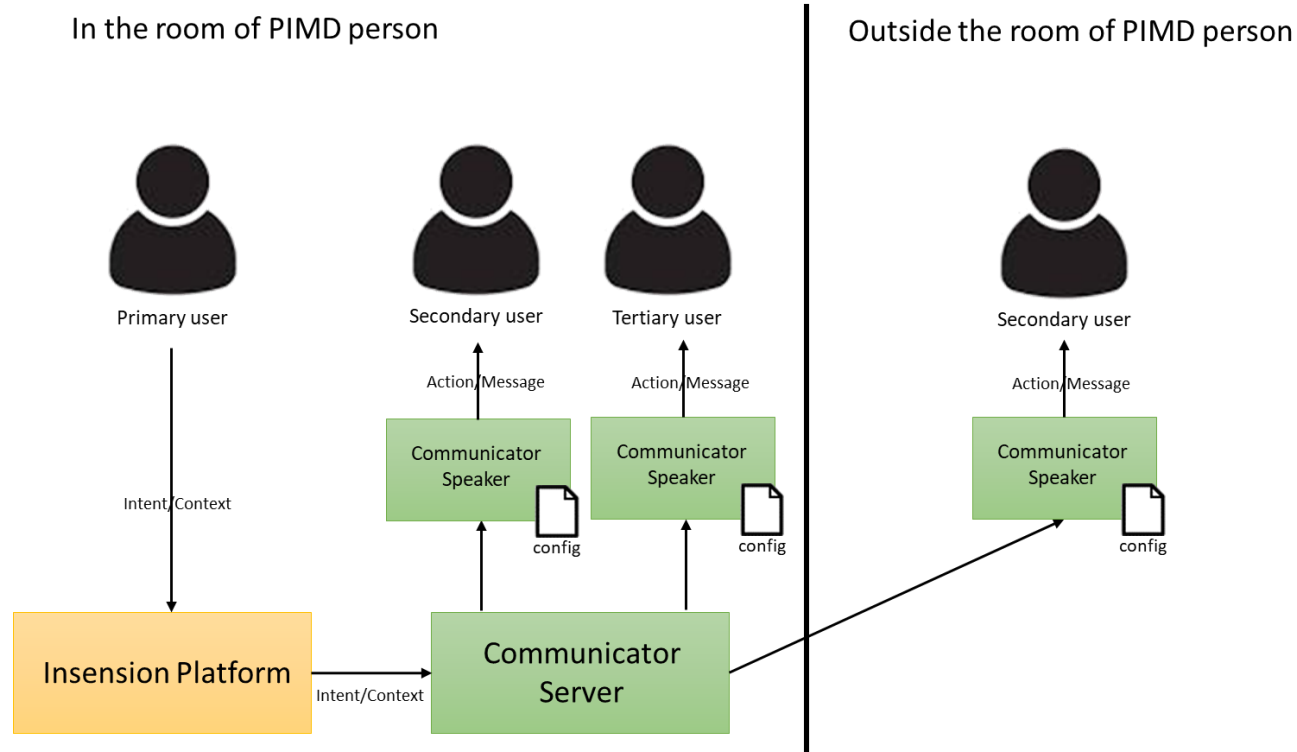 In the room of PIMD person
Outside the room of PIMD person
Primary user
Secondary user
Tertiary user
Secondary user
Action/Message
Action/Message
Action/Message
Communicator
Speaker
Communicator
Speaker
Communicator
Speaker
Intent/Context
config
config
config
Insension Platform
Intent/Context
Communicator
Server